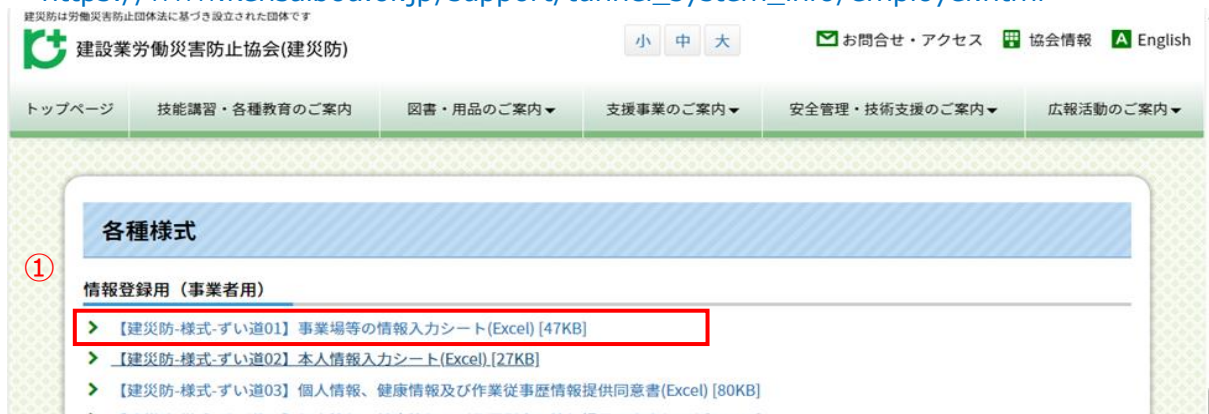 建災防は労働災害防止団体法に基づき設立された団体です
建設業労働災害防止協会(建災防)
小 中 大
お問合せ・アクセス 協会情報 A English
トップページ 技能講習・各種教育のご案内 図書・用品のご案内▼ 支援事業のご案内▼ 安全管理・技術支援のご案内▼ 広報活動のご案内▼
各種様式
①
情報登録用（事業者用）
【建災防-様式-ずい道01】事業場等の情報入力シート(Excel) [47KB]
【建災防-様式-ずい道02】本人情報入力シート(Excel) [27KB]
【建災防-様式-ずい道03】個人情報、健康情報及び作業従事歴情報提供同意書(Excel) [80KB]